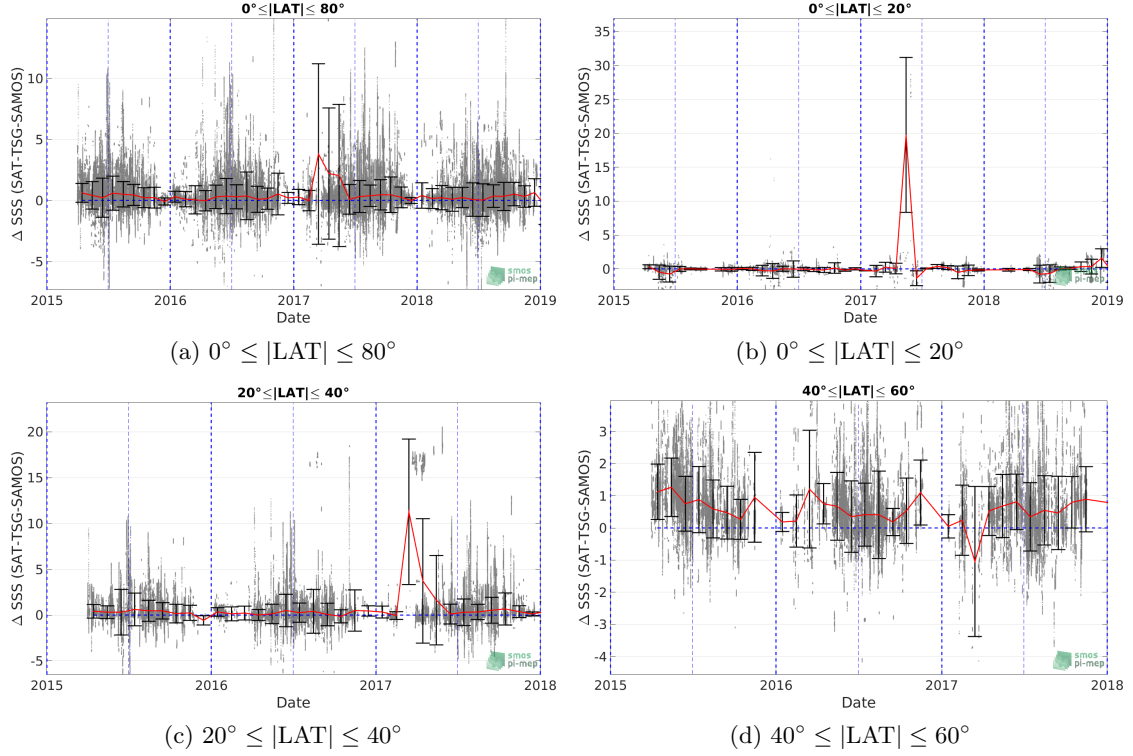 0°≤|LAT|≤ 80°
Δ SSS (SAT-TSG-SAMOS)
10
5
0
-5
2015 2016 2017 2018 2019
Date
smos
pi-mep
(a) 0° ≤ |LAT| ≤ 80°
0°≤|LAT|≤ 20°
Δ SSS (SAT-TSG-SAMOS)
35
30
25
20
15
10
5
0
2015 2016 2017 2018 2019
Date
smos
pi-mep
(b) 0° ≤ |LAT| ≤ 20°
20°≤|LAT|≤ 40°
Δ SSS (SAT-TSG-SAMOS)
20
15
10
5
0
-5
2015 2016 2017 2018
Date
smos
pi-mep
(c) 20° ≤ |LAT| ≤ 40°
40°≤|LAT|≤ 60°
Δ SSS (SAT-TSG-SAMOS)
3
2
1
0
-1
-2
-3
-4
2015 2016 2017 2018
Date
smos
pi-mep
(d) 40° ≤ |LAT| ≤ 60°